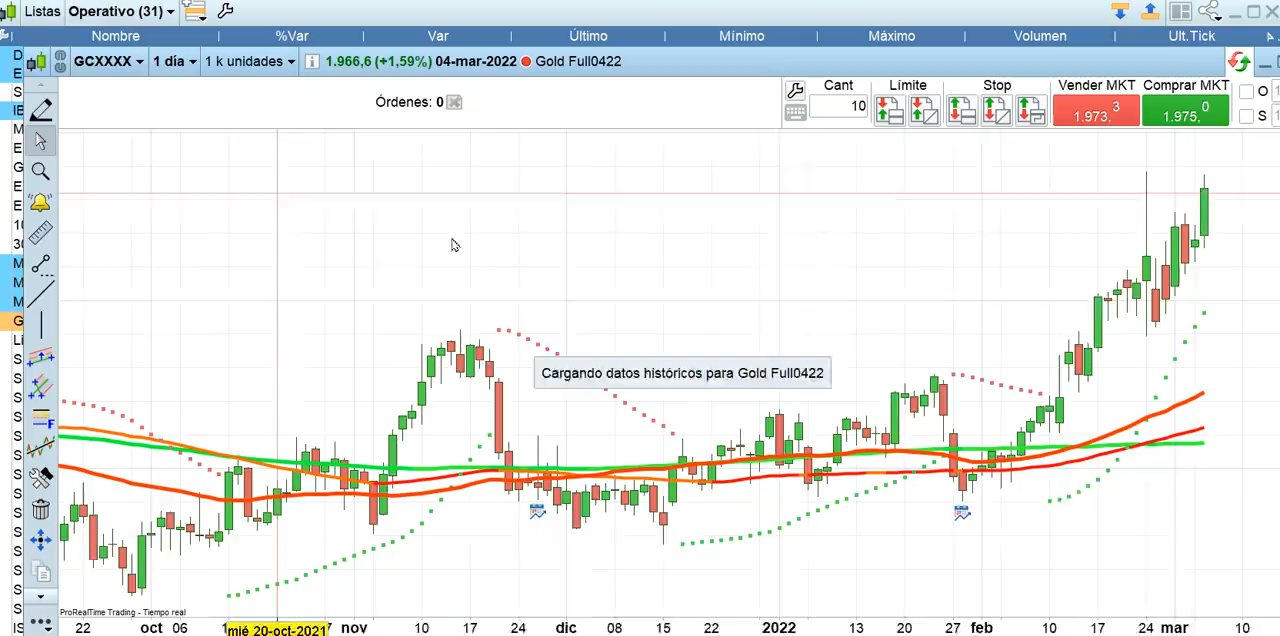 Listas Operativo (31)
Nombre %Var Var Último Mínimo Máximo Volumen Ult.Tick
GCXXXX 1 día 1 k unidades 1.966,6 (+1,59%) 04-mar-2022 Gold Full0422
Órdenes: 0
Cant Límite Stop Vender MKT Comprar MKT O
10 1.973, 3 1.975, 0 S
Cargando datos históricos para Gold Full0422
ProRealTime Trading - Tiempo real
22 oct 06 mié 20-oct-2021 nov 10 17 24 dic 08 15 22 2022 13 20 27 feb 10 17 24 mar 10